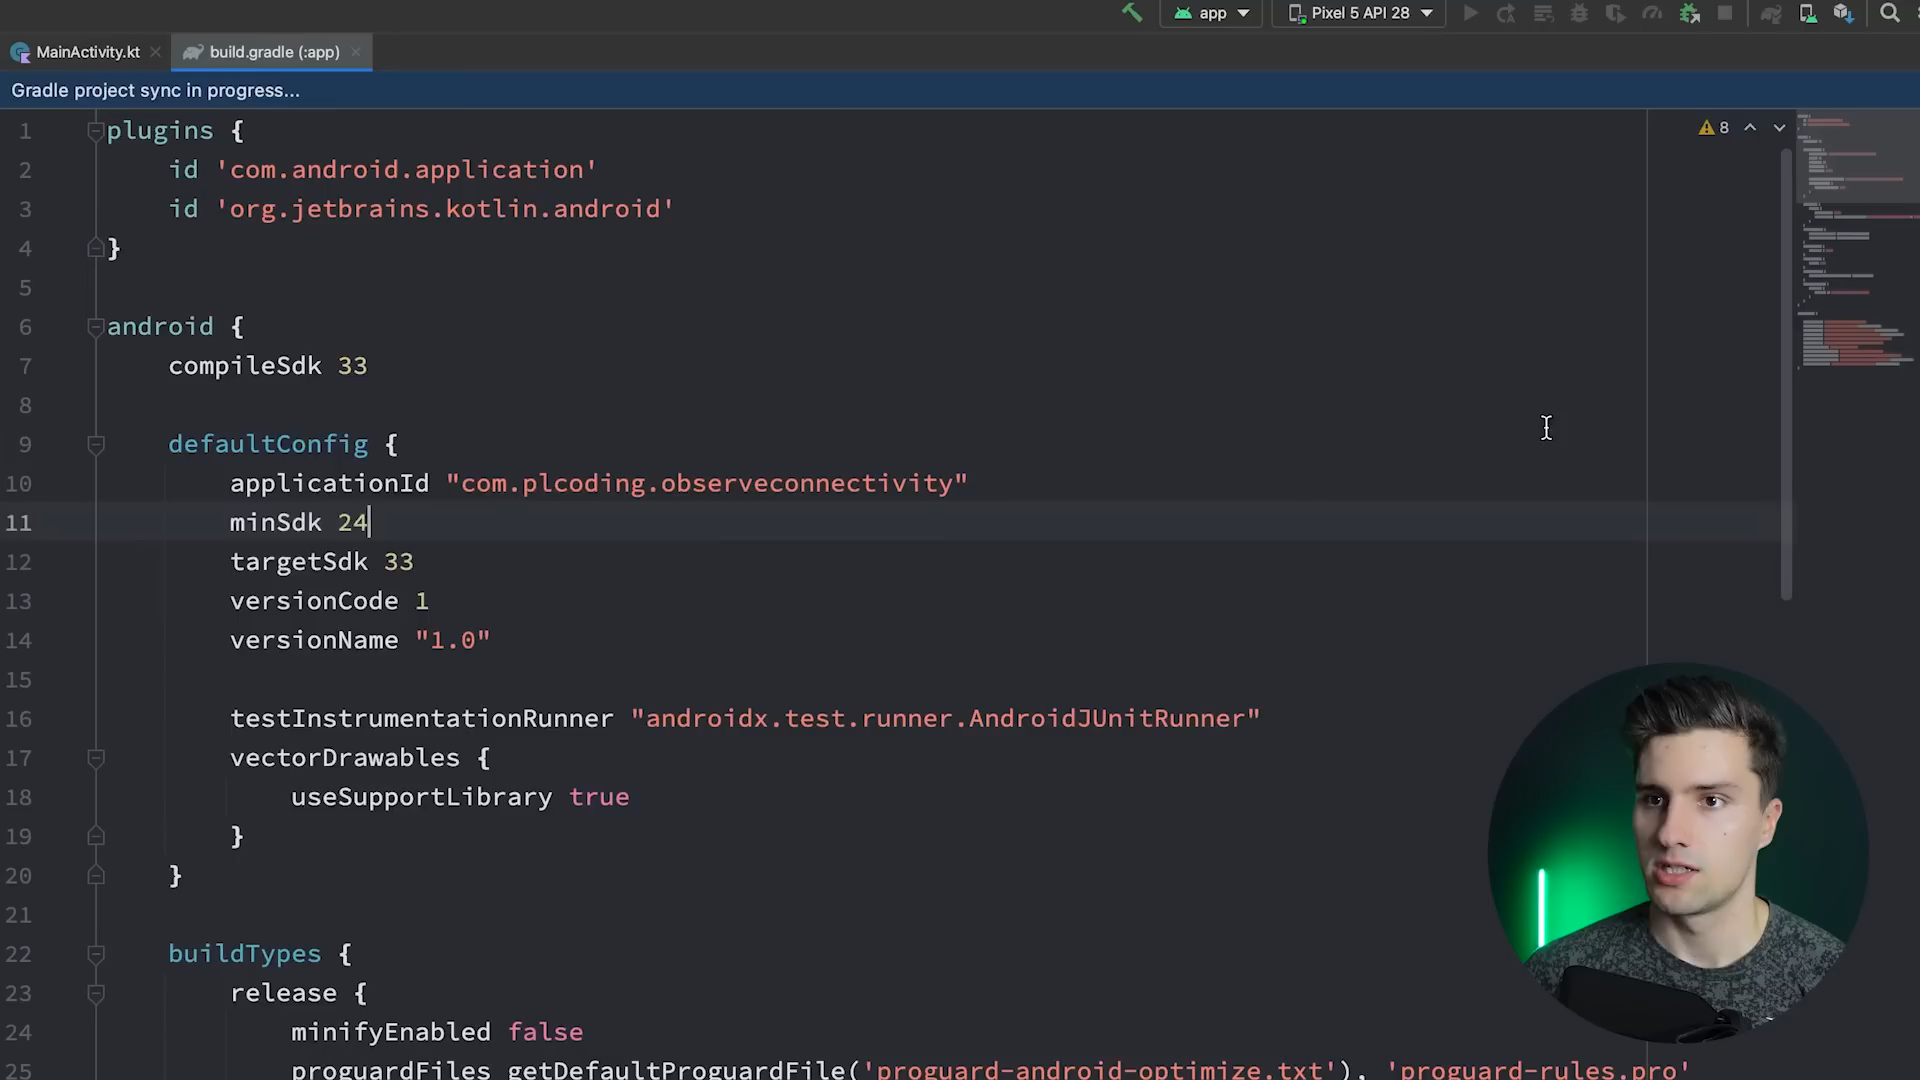 app
Pixel 5 API 28
MainActivity.kt
build.gradle (:app)
Gradle project sync in progress...
8
1 plugins {
2 id 'com.android.application'
3 id 'org.jetbrains.kotlin.android'
4 }
5
6 android {
7 compileSdk 33
8
9 defaultConfig {
10 applicationId "com.plcoding.observeconnectivity"
11 minSdk 24
12 targetSdk 33
13 versionCode 1
14 versionName "1.0"
15
16 testInstrumentationRunner "androidx.test.runner.AndroidJUnitRunner"
17 vectorDrawables {
18 useSupportLibrary true
19 }
20 }
21
22 buildTypes {
23 release {
24 minifyEnabled false
25 proguardFiles getDefaultProguardFile('proguard-android-optimize.txt'), 'proguard-rules.pro'